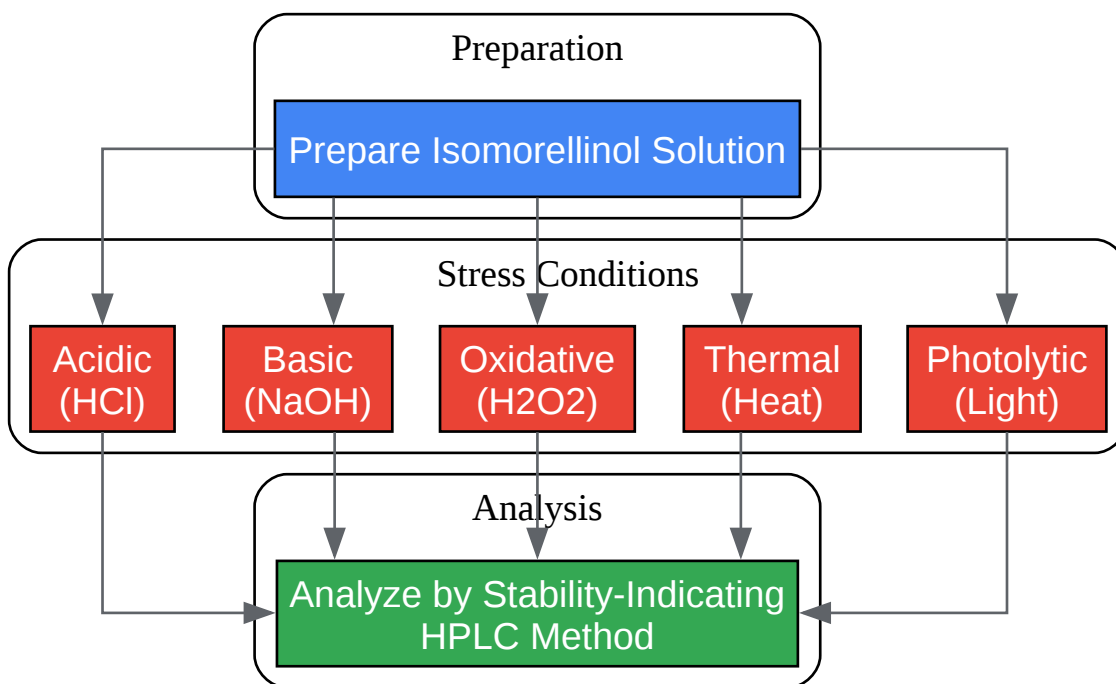 Preparation
Prepare Isomorellinol Solution
Stress Conditions
Acidic
(HCl)
Basic
(NaOH)
Oxidative
(H2O2)
Thermal
(Heat)
Photolytic
(Light)
Analysis
Analyze by Stability-Indicating
HPLC Method